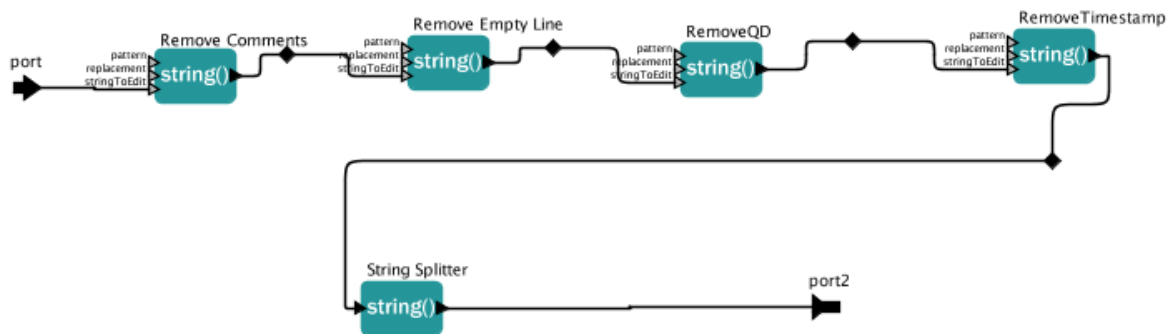 port
Remove Comments
pattern
replacement
stringToEdit
string()
Remove Empty Line
pattern
replacement
stringToEdit
string()
RemoveQD
pattern
replacement
stringToEdit
string()
RemoveTimestamp
pattern
replacement
stringToEdit
string()
String Splitter
string()
port2